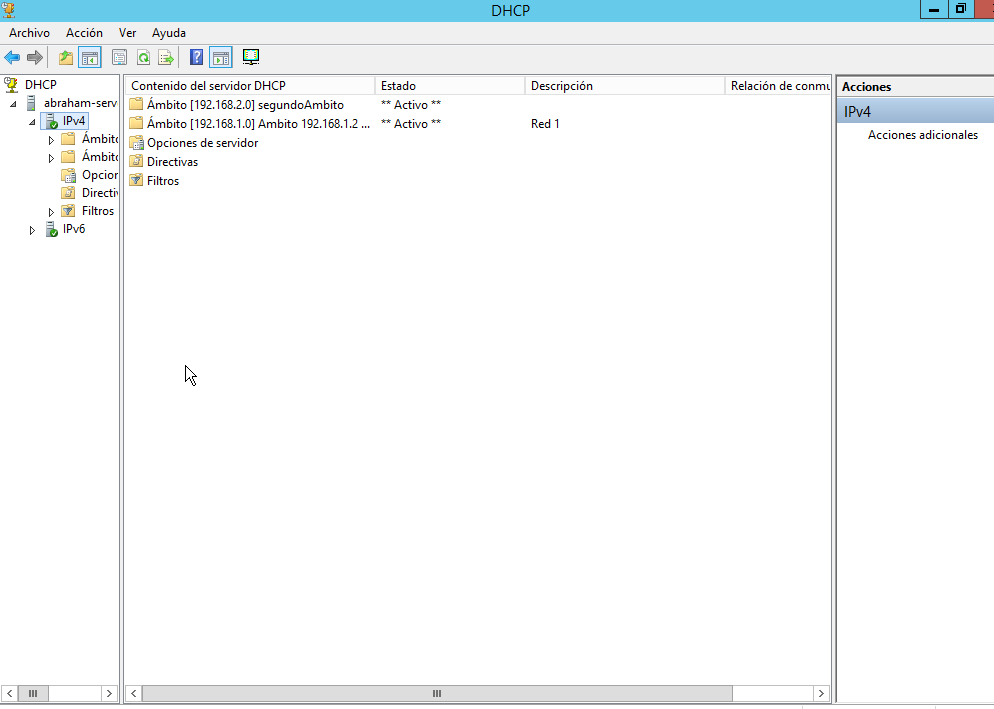 DHCP
Archivo Acción Ver Ayuda
DHCP
abraham-serv
IPv4
Ámbito
Ámbito
Opcion
Directiv
Filtros
IPv6
Contenido del servidor DHCP Estado Descripción Relación de conmu
Ámbito [192.168.2.0] segundoAmbito ** Activo **
Ámbito [192.168.1.0] Ambito 192.168.1.2 ... ** Activo ** Red 1
Opciones de servidor
Directivas
Filtros
Acciones
IPv4
Acciones adicionales